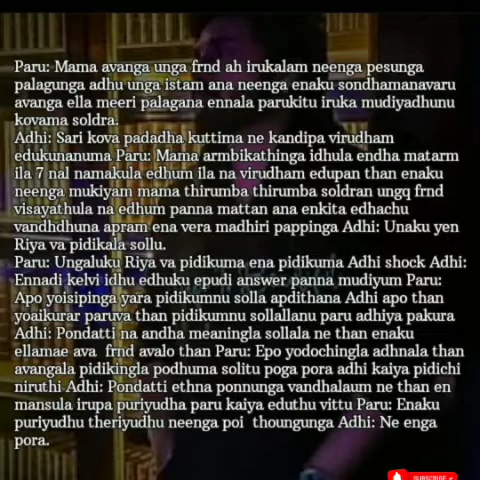 Paru: Mama avanga unga frnd ah irukalam neenga pesunga
palagunga adhu unga istam ana neenga enaku sondhamanavaru
avanga ella meeri palagana ennala parukitu iruka mudiyadhunu
kovama soldra.
Adhi: Sari kova padadha kuttima ne kandipa virudham
edukunanuma Paru: Mama armbikathinga idhula endha matarm
ila 7 nal namakula edhum ila na virudham edupan than enaku
neenga mukiyam mama thirumba thirumba soldran ungq frnd
visayathula na edhum panna mattan ana enkita edhachu
vandhdhuna apram ena vera madhiri pappinga Adhi: Unaku yen
Riya va pidikala sollu.
Paru: Ungaluku Riya va pidikuma ena pidikuma Adhi shock Adhi:
Ennadi kelvi idhu edhuku epudi answer panna mudiyum Paru:
Apo yoisipinga yara pidikumnu solla apdithana Adhi apo than
yoaikurar paruva than pidikumnu sollallanu paru adhiya pakura
Adhi: Pondatti na andha meaningla sollala ne than enaku
ellamae ava frnd avalo than Paru: Epo yodochingla adhnala than
avangala pidikingla podhuma solitu poga pora adhi kaiya pidichi
niruthi Adhi: Pondatti ethna ponnunga vandhalaum ne than en
mansula irupa puriyudha paru kaiya eduthu vittu Paru: Enaku
puriyudhu theriyudhu neenga poi thoungunga Adhi: Ne enga
pora.
SUBSCRIBE